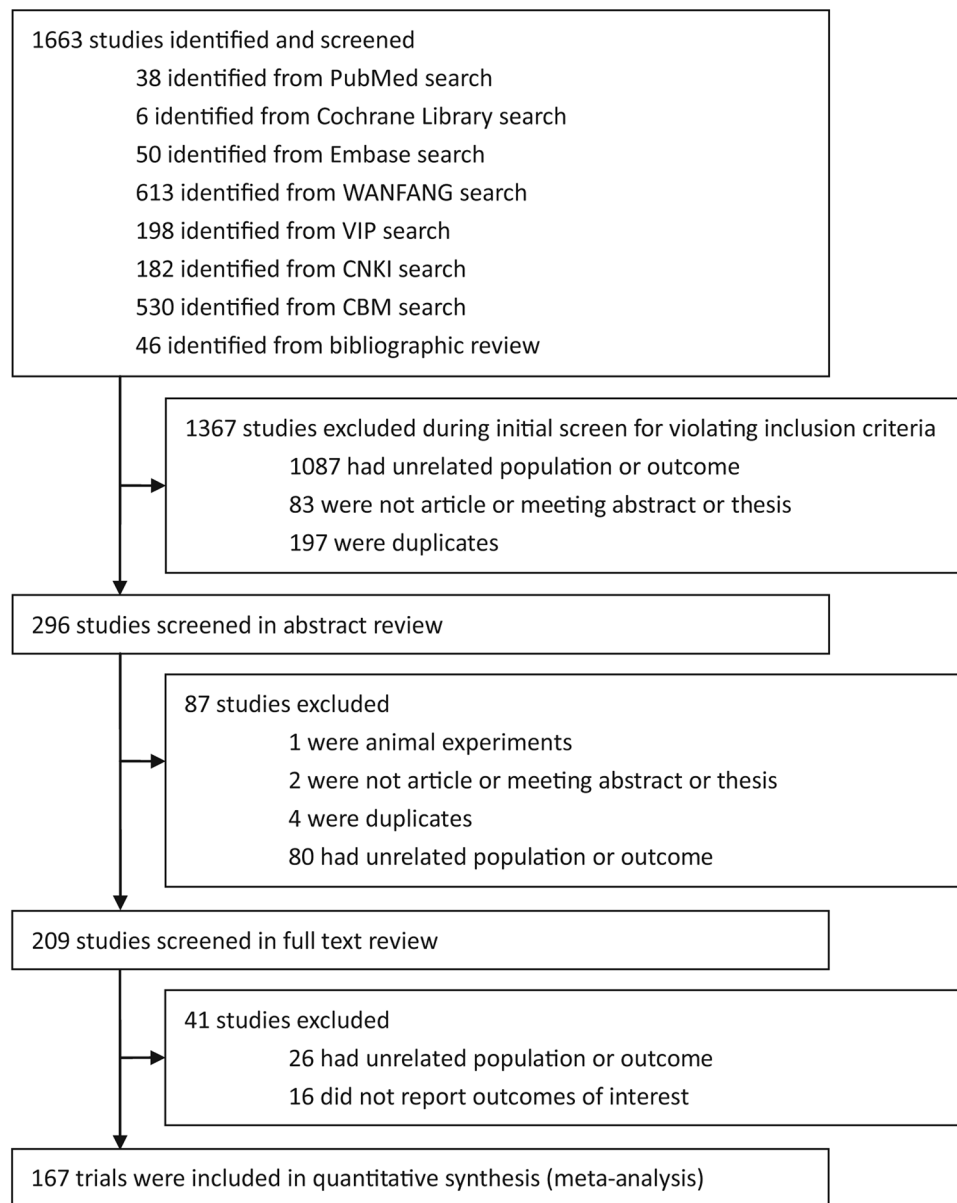 1663 studies identified and screened
38 identified from PubMed search
6 identified from Cochrane Library search
50 identified from Embase search
613 identified from WANFANG search
198 identified from VIP search
182 identified from CNKI search
530 identified from CBM search
46 identified from bibliographic review
1367 studies excluded during initial screen for violating inclusion criteria
1087 had unrelated population or outcome
83 were not article or meeting abstract or thesis
197 were duplicates
296 studies screened in abstract review
87 studies excluded
1 were animal experiments
2 were not article or meeting abstract or thesis
4 were duplicates
80 had unrelated population or outcome
209 studies screened in full text review
41 studies excluded
26 had unrelated population or outcome
16 did not report outcomes of interest
167 trials were included in quantitative synthesis (meta-analysis)